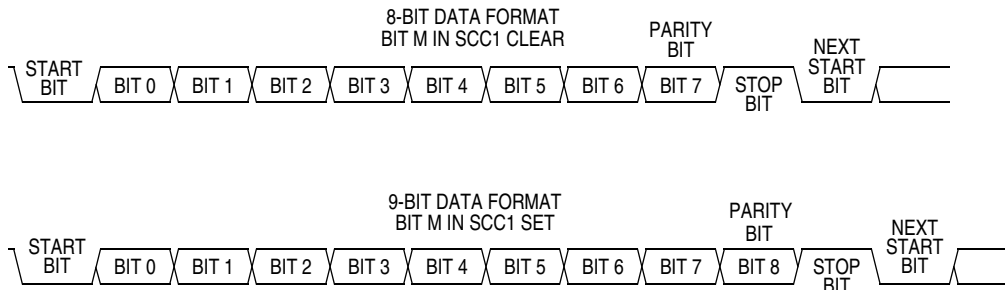 8-BIT DATA FORMAT
BIT M IN SCC1 CLEAR
PARITY
BIT
START
BIT
BIT 0
BIT 1
BIT 2
BIT 3
BIT 4
BIT 5
BIT 6
BIT 7
STOP
BIT
NEXT
START
BIT
9-BIT DATA FORMAT
BIT M IN SCC1 SET
PARITY
BIT
START
BIT
BIT 0
BIT 1
BIT 2
BIT 3
BIT 4
BIT 5
BIT 6
BIT 7
BIT 8
STOP
BIT
NEXT
START
BIT